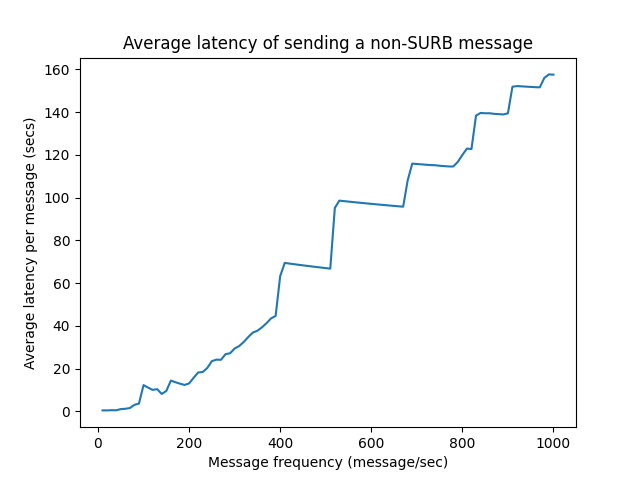 Average latency of sending a non-SURB message
160
140
120
100
80
60
40
20
0
Average latency per message (secs)
0 200 400 600 800 1000
Message frequency (message/sec)